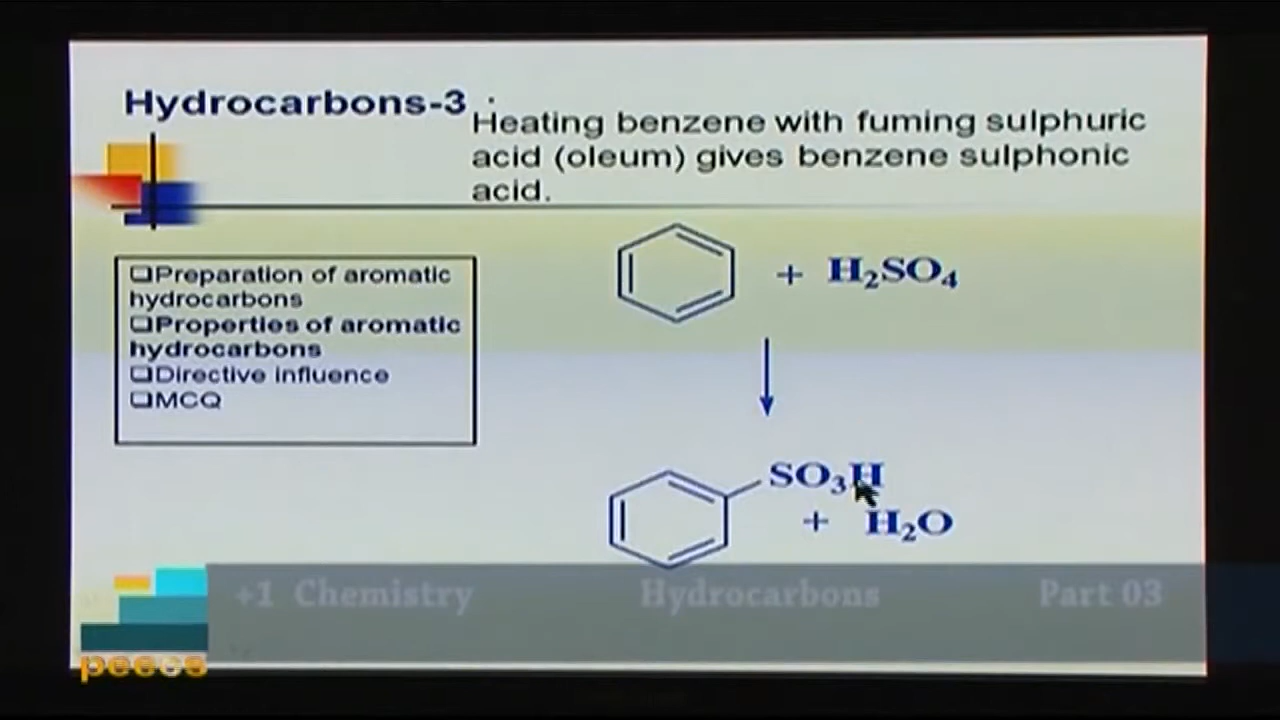 Hydrocarbons-3
Heating benzene with fuming sulphuric
acid (oleum) gives benzene sulphonic
acid.
❑Preparation of aromatic
hydrocarbons
❑Properties of aromatic
hydrocarbons
❑Directive influence
❑MCQ
+ H₂SO₄
SO₃H
+ H₂O
+1 Chemistry Hydrocarbons Part 03
peecs